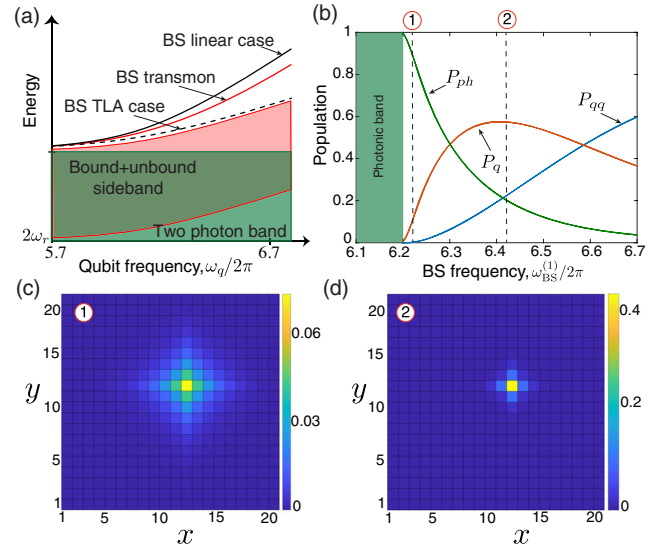 (a)
Energy
BS linear case
BS transmon
BS TLA case
Bound+unbound
sideband
Two photon band
2ω_r
5.7
6.7
Qubit frequency, ω_q/2π
(b)
1
2
Population
1
0.8
0.6
0.4
0.2
0
Photonic band
P_ph
P_q
P_qq
6.1
6.2
6.3
6.4
6.5
6.6
6.7
BS frequency, ω_BS^(1)/2π
(c)
1
y
20
15
10
5
1
1
5
10
15
20
x
0.06
0.03
0
(d)
2
y
20
15
10
5
1
1
5
10
15
20
x
0.4
0.2
0